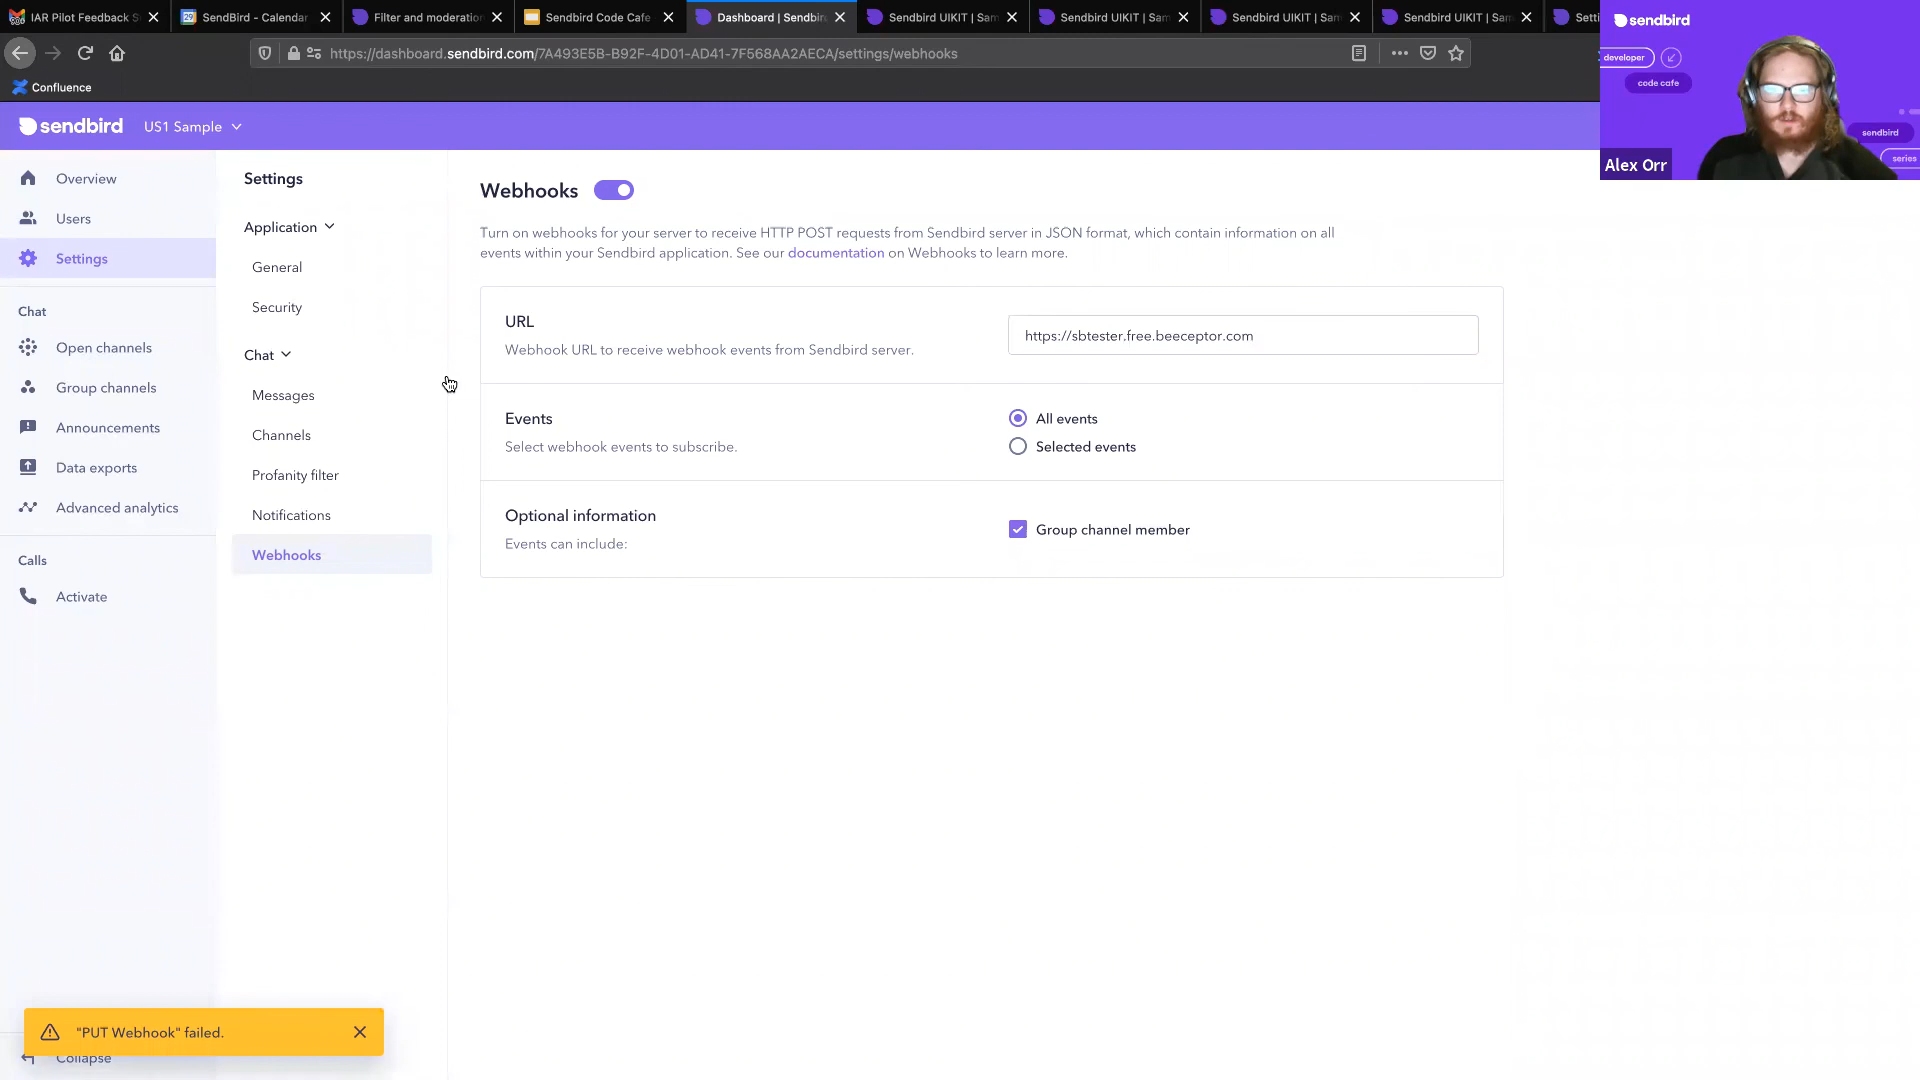 IAR Pilot Feedback S
SendBird - Calendar
Filter and moderation
Sendbird Code Cafe
Dashboard | Sendbir
Sendbird UIKIT | Sam
Sendbird UIKIT | Sam
Sendbird UIKIT | Sam
Sendbird UIKIT | Sam
Setti
https://dashboard.sendbird.com/7A493E5B-B92F-4D01-AD41-7F568AA2AECA/settings/webhooks
Confluence
sendbird
developer
code cafe
sendbird
series
Alex Orr
sendbird
US1 Sample
Overview
Users
Settings
Chat
Open channels
Group channels
Announcements
Data exports
Advanced analytics
Calls
Activate
Collapse
Settings
Application
General
Security
Chat
Messages
Channels
Profanity filter
Notifications
Webhooks
Webhooks
Turn on webhooks for your server to receive HTTP POST requests from Sendbird server in JSON format, which contain information on all
events within your Sendbird application. See our documentation on Webhooks to learn more.
URL
Webhook URL to receive webhook events from Sendbird server.
https://sbtester.free.beeceptor.com
Events
Select webhook events to subscribe.
All events
Selected events
Optional information
Events can include:
Group channel member
"PUT Webhook" failed.